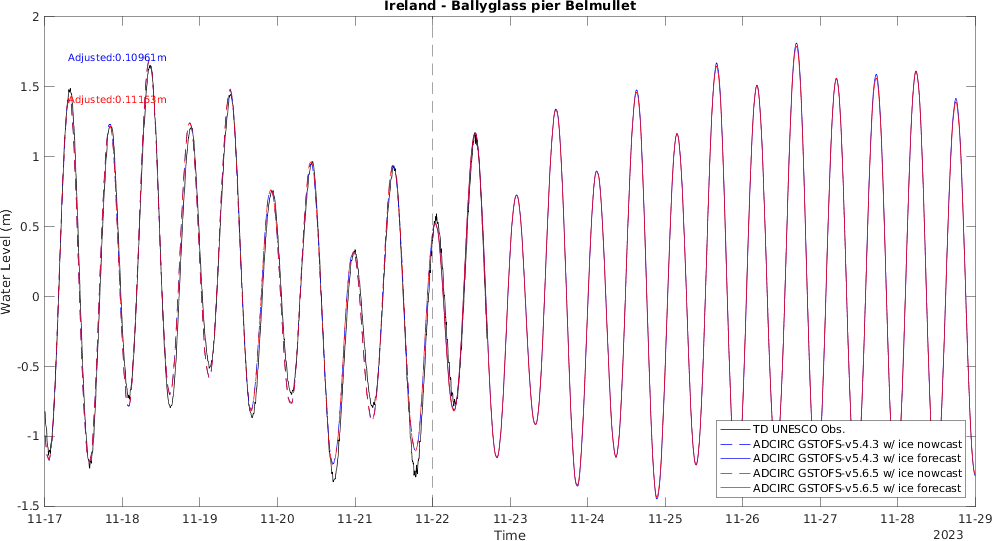 Ireland - Ballyglass pier Belmullet
Adjusted:0.10961m
Adjusted:0.11153m
Water Level (m)
2
1.5
1
0.5
0
-0.5
-1
-1.5
11-17 11-18 11-19 11-20 11-21 11-22 11-23 11-24 11-25 11-26 11-27 11-28 11-29
Time
2023
TD UNESCO Obs.
ADCIRC GSTOFS-v5.4.3 w/ ice nowcast
ADCIRC GSTOFS-v5.4.3 w/ ice forecast
ADCIRC GSTOFS-v5.6.5 w/ ice nowcast
ADCIRC GSTOFS-v5.6.5 w/ ice forecast